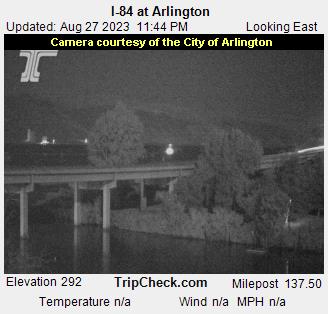 I-84 at Arlington
Updated: Aug 27 2023 11:44 PM Looking East
Camera courtesy of the City of Arlington
Elevation 292 TripCheck.com Milepost 137.50
Temperature n/a Wind n/a MPH n/a